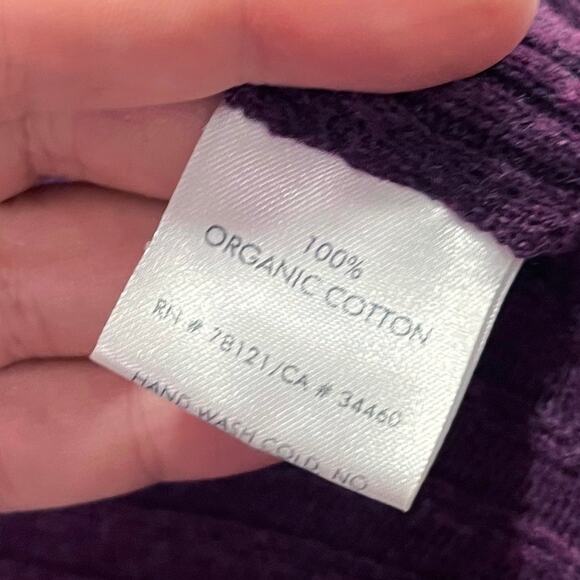 100%
ORGANIC COTTON
RN # 78121/CA # 34460
HAND WASH COLD, NO